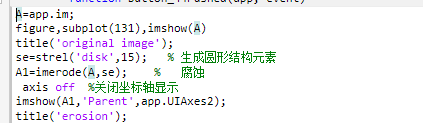 A=app.im;
figure,subplot(131),imshow(A)
title('original image');
se=strel('disk',15); % 生成圆形结构元素
A1=imerode(A,se); % 腐蚀
axis off %关闭坐标轴显示
imshow(A1,'Parent',app.UIAxes2);
title('erosion');